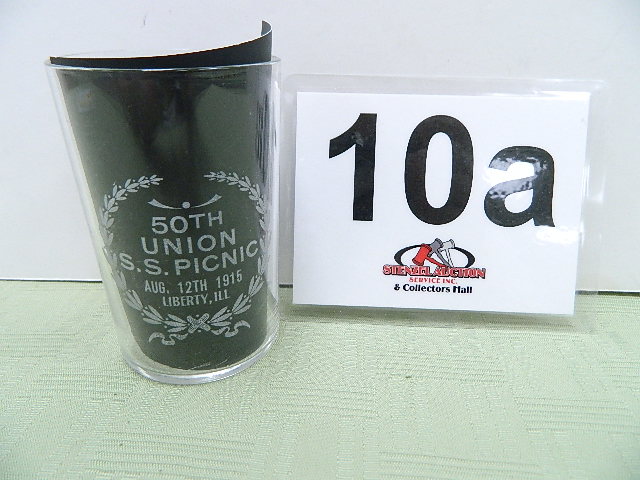 50TH
UNION
S.S. PICNIC
AUG. 12TH 1915
LIBERTY, ILL
10a
STENZEL AUCTION
SERVICE INC.
& Collectors Hall